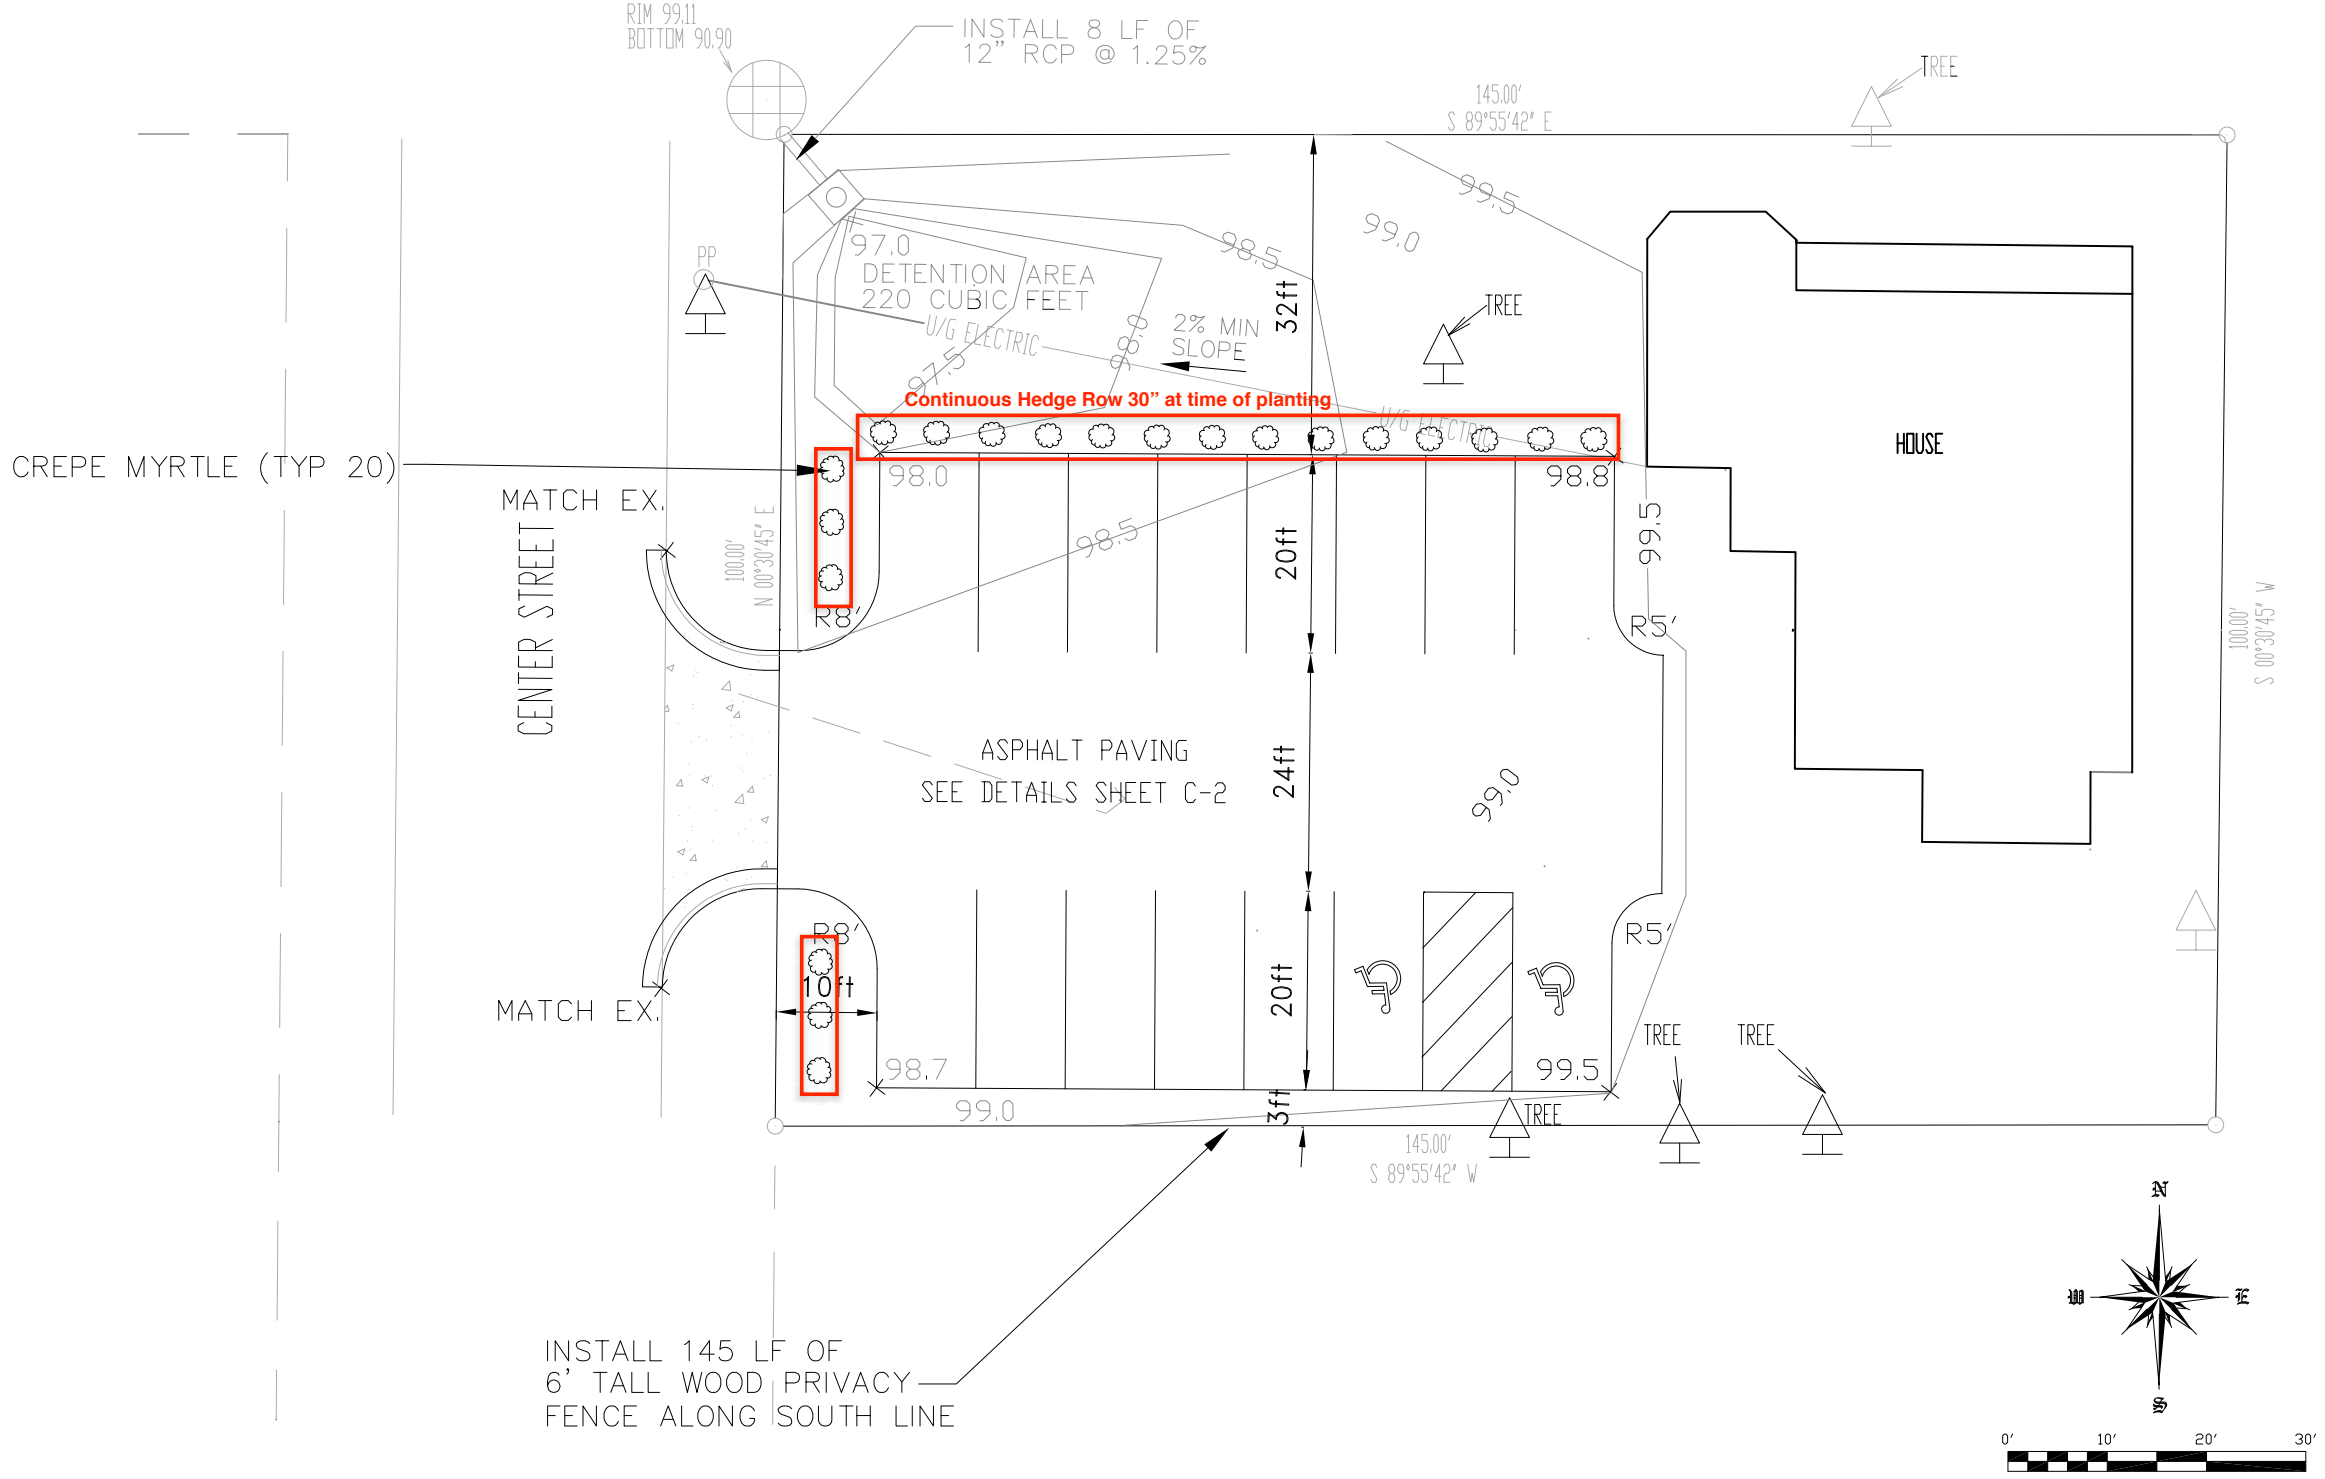 RIM 99.11
BOTTOM 90.90
INSTALL 8 LF OF
12” RCP @ 1.25%
145.00'
S 89°55'42" E
TREE
99.5
99.0
98.5
PP
97.0
DETENTION AREA
220 CUBIC FEET
U/G ELECTRIC
97.5
98.0
2% MIN
SLOPE
32ft
TREE
Continuous Hedge Row 30” at time of planting
U/G ELECTRIC
HOUSE
CREPE MYRTLE (TYP 20)
MATCH EX.
98.0
98.8'
CENTER STREET
100.00'
N 00°30'45" E
98.5
20ft
99.5
R8'
R5'
100.00'
S 00°30'45" W
ASPHALT PAVING
SEE DETAILS SHEET C-2
24ft
99.0
R8'
R5'
10ft
20ft
MATCH EX.
98.7
99.5
TREE
TREE
99.0
3ft
TREE
145.00'
S 89°55'42" W
N
W
E
S
INSTALL 145 LF OF
6’ TALL WOOD PRIVACY
FENCE ALONG SOUTH LINE
0' 10' 20' 30'